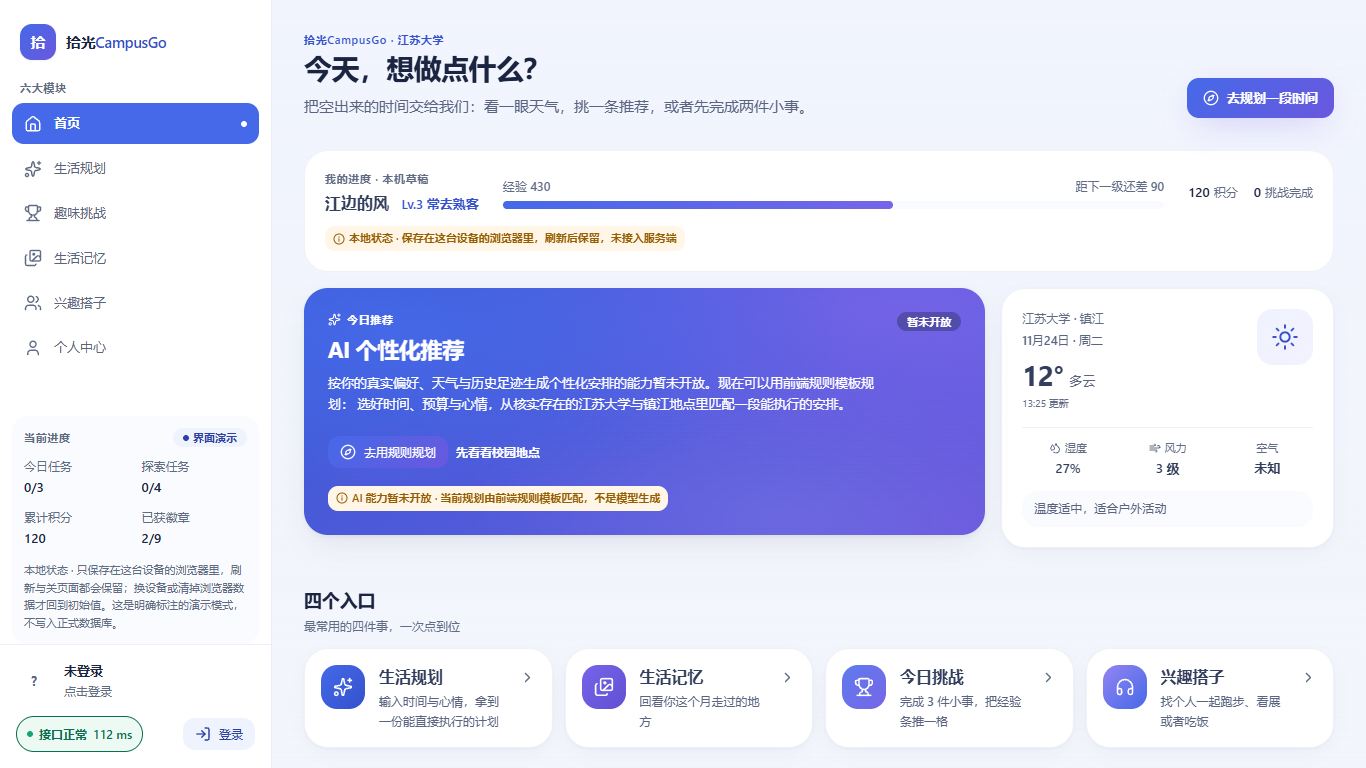 拾 拾光CampusGo
六大模块
首页
生活规划
趣味挑战
生活记忆
兴趣搭子
个人中心
当前进度 界面演示
今日任务 探索任务
0/3 0/4
累计积分 已获徽章
120 2/9
本地状态 · 只保存在这台设备的浏览器里，刷
新与关页面都会保留；换设备或清掉浏览器数
据才回到初始值。这是明确标注的演示模式，
不写入正式数据库。
? 未登录
点击登录
接口正常 112 ms 登录
拾光CampusGo · 江苏大学
今天，想做点什么？
把空出来的时间交给我们：看一眼天气，挑一条推荐，或者先完成两件小事。
去规划一段时间
我的进度 · 本机草稿
江边的风 Lv.3 常去熟客
经验 430 距下一级还差 90
120 积分 0 挑战完成
本地状态 · 保存在这台设备的浏览器里，刷新后保留，未接入服务端
今日推荐 暂未开放
AI 个性化推荐
按你的真实偏好、天气与历史足迹生成个性化安排的能力暂未开放。现在可以用前端规则模板规
划： 选好时间、预算与心情，从核实存在的江苏大学与镇江地点里匹配一段能执行的安排。
去用规则规划 先看看校园地点
AI 能力暂未开放 · 当前规划由前端规则模板匹配，不是模型生成
江苏大学 · 镇江
11月24日 · 周二
12° 多云
13:25 更新
湿度 风力 空气
27% 3 级 未知
温度适中，适合户外活动
四个入口
最常用的四件事，一次点到位
生活规划
输入时间与心情，拿到
一份能直接执行的计划
生活记忆
回看你这个月走过的地
方
今日挑战
完成 3 件小事，把经验
条推一格
兴趣搭子
找个人一起跑步、看展
或者吃饭